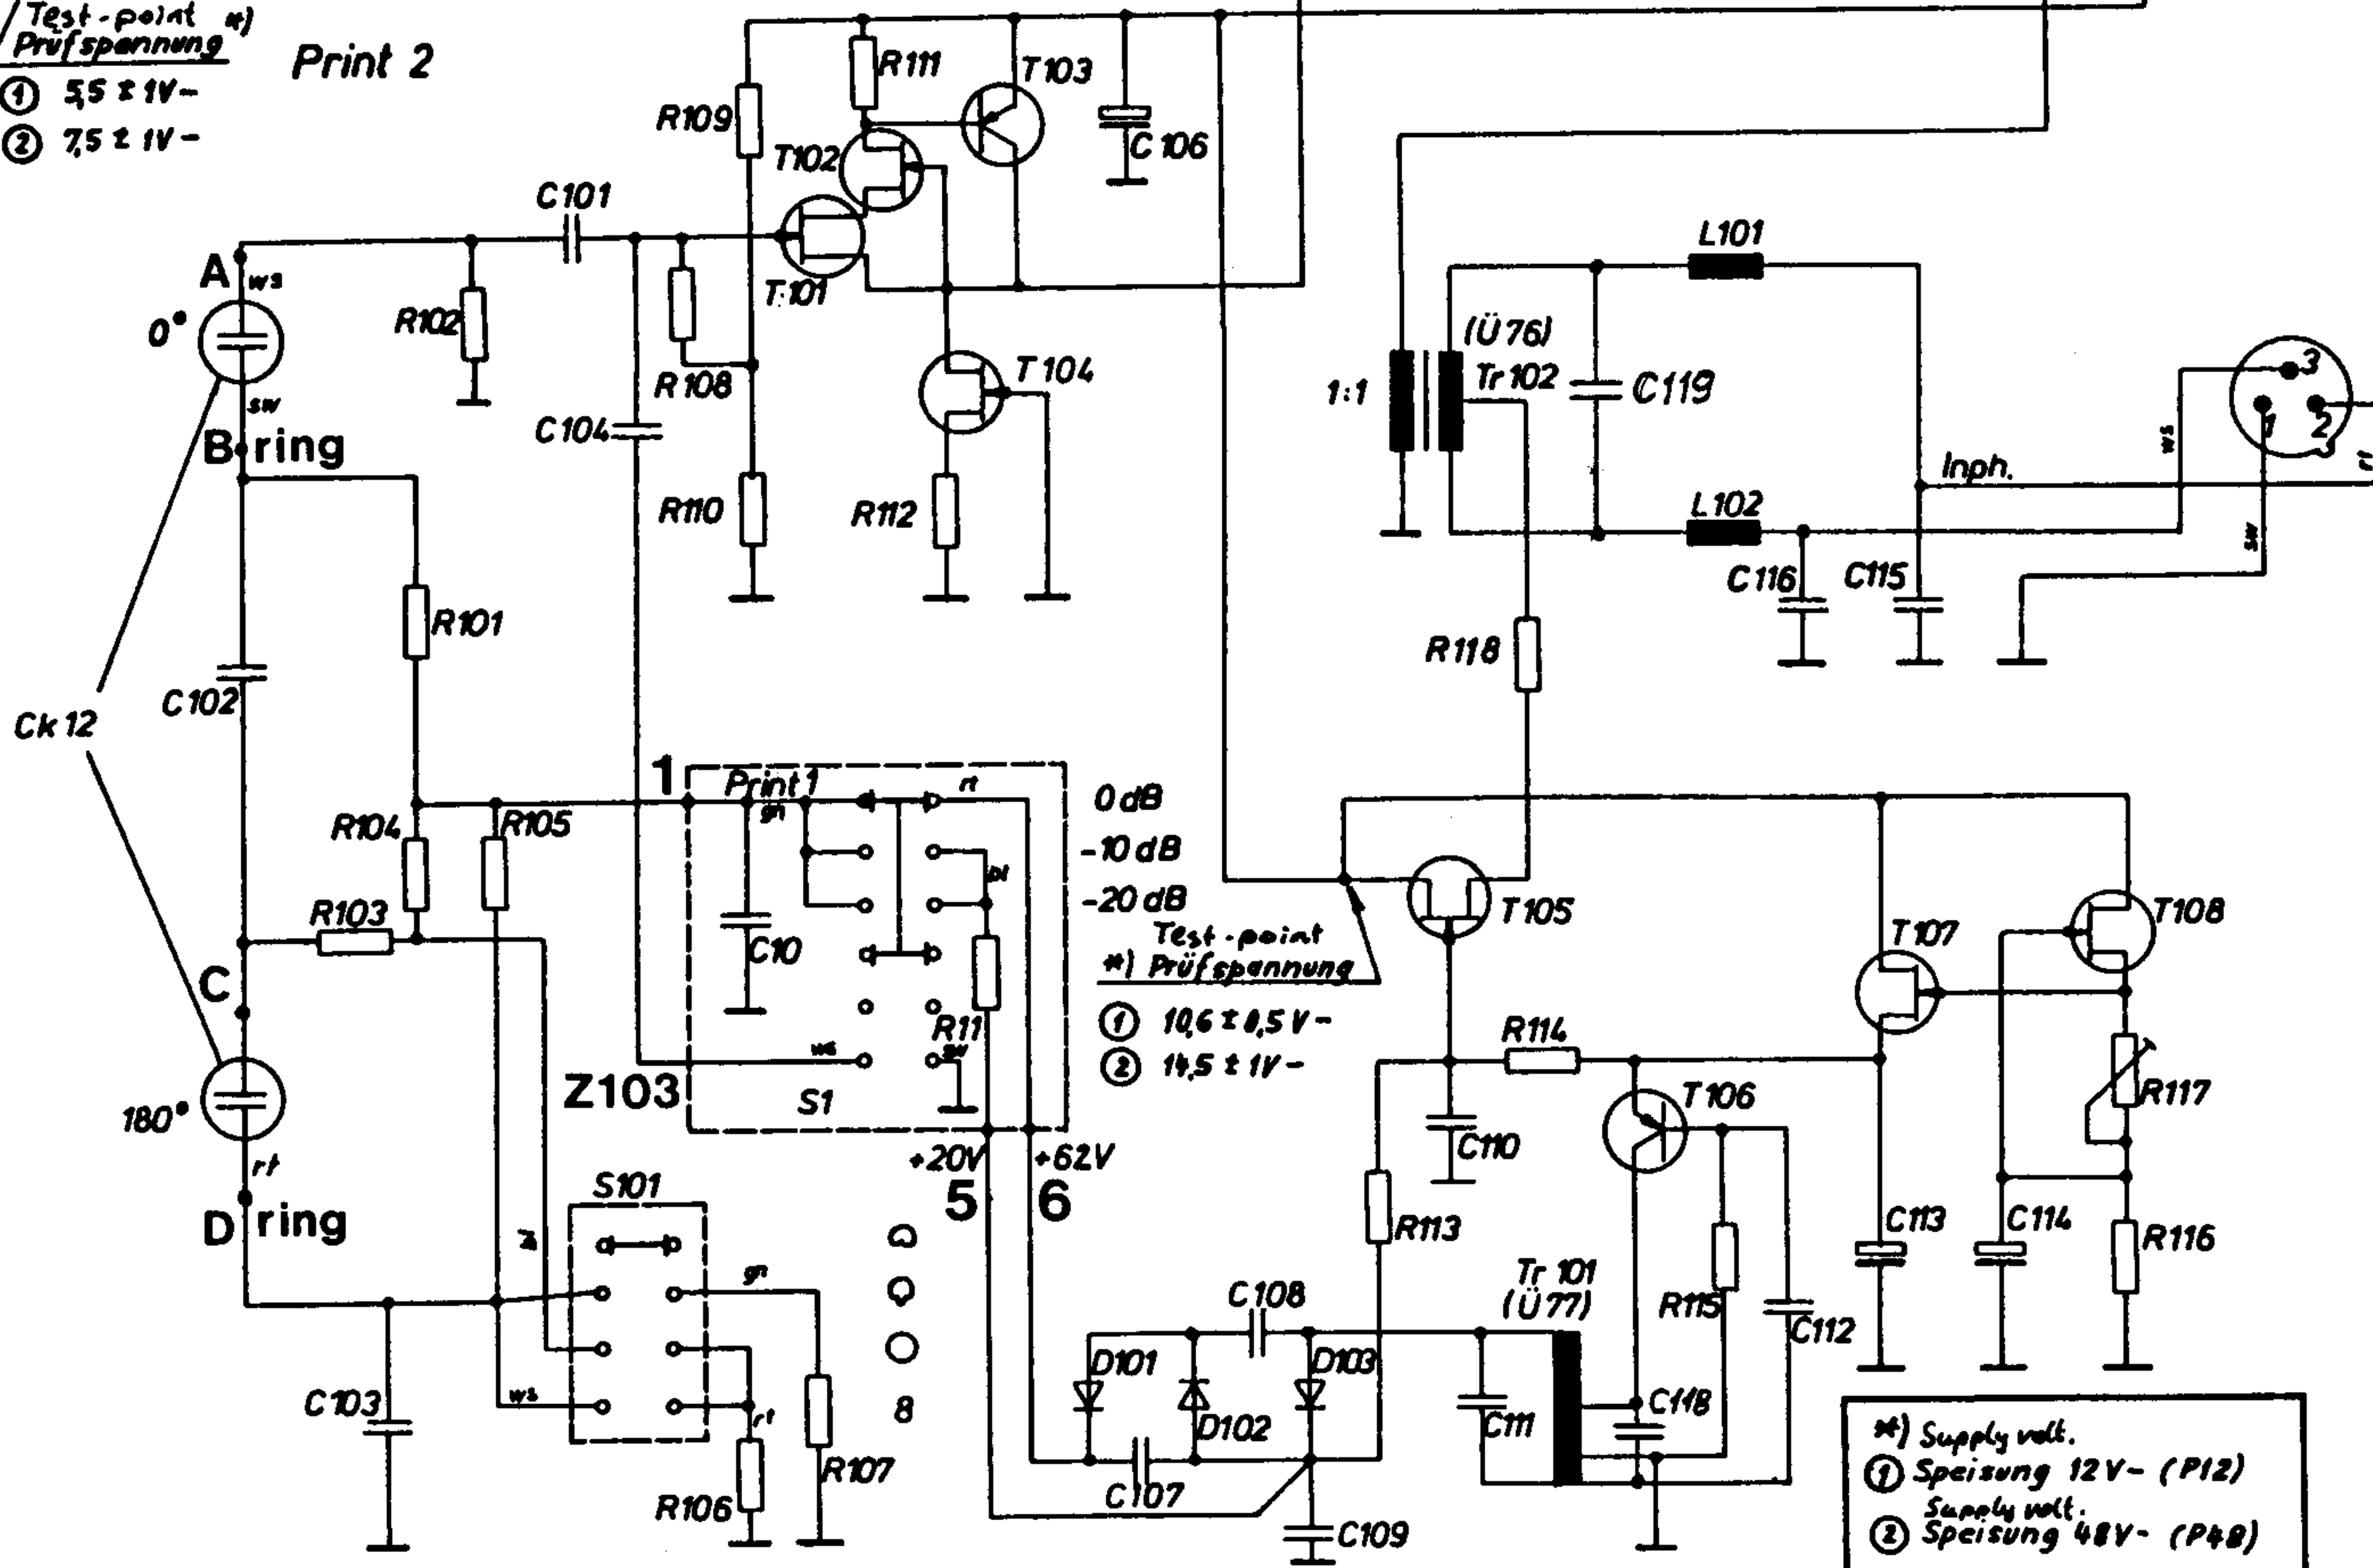 Test-point *)
Prüfspannung
① 5,5 ± 1V-
② 7,5 ± 1V-
Print 2
R109
R111
T103
T102
C106
C101
T101
A
ws
0°
R102
R108
C104
T104
sw
B ring
R110
R112
L101
(Ü76)
1:1
Tr102
C119
3
1
2
ws
Inph.
L102
sw
C116
C115
R101
R118
C102
Ck12
1
Print 1
gn
rt
0dB
R104
R105
-10dB
bl
-20dB
R103
C10
T105
Test-point
*) Prüfspannung
T107
T108
C
R11
ws
sw
① 10,6 ± 0,5V-
② 14,5 ± 1V-
R114
Z103
S1
180°
T106
R117
C110
+20V
+62V
rt
S101
5
6
D ring
R113
C113
C114
R116
gn
Tr101
(Ü77)
C108
R115
C112
D101
D103
C103
ws
8
rt
D102
C111
C118
R107
R106
C107
C109
*) Supply volt.
① Speisung 12V- (P12)
Supply volt.
② Speisung 48V- (P48)